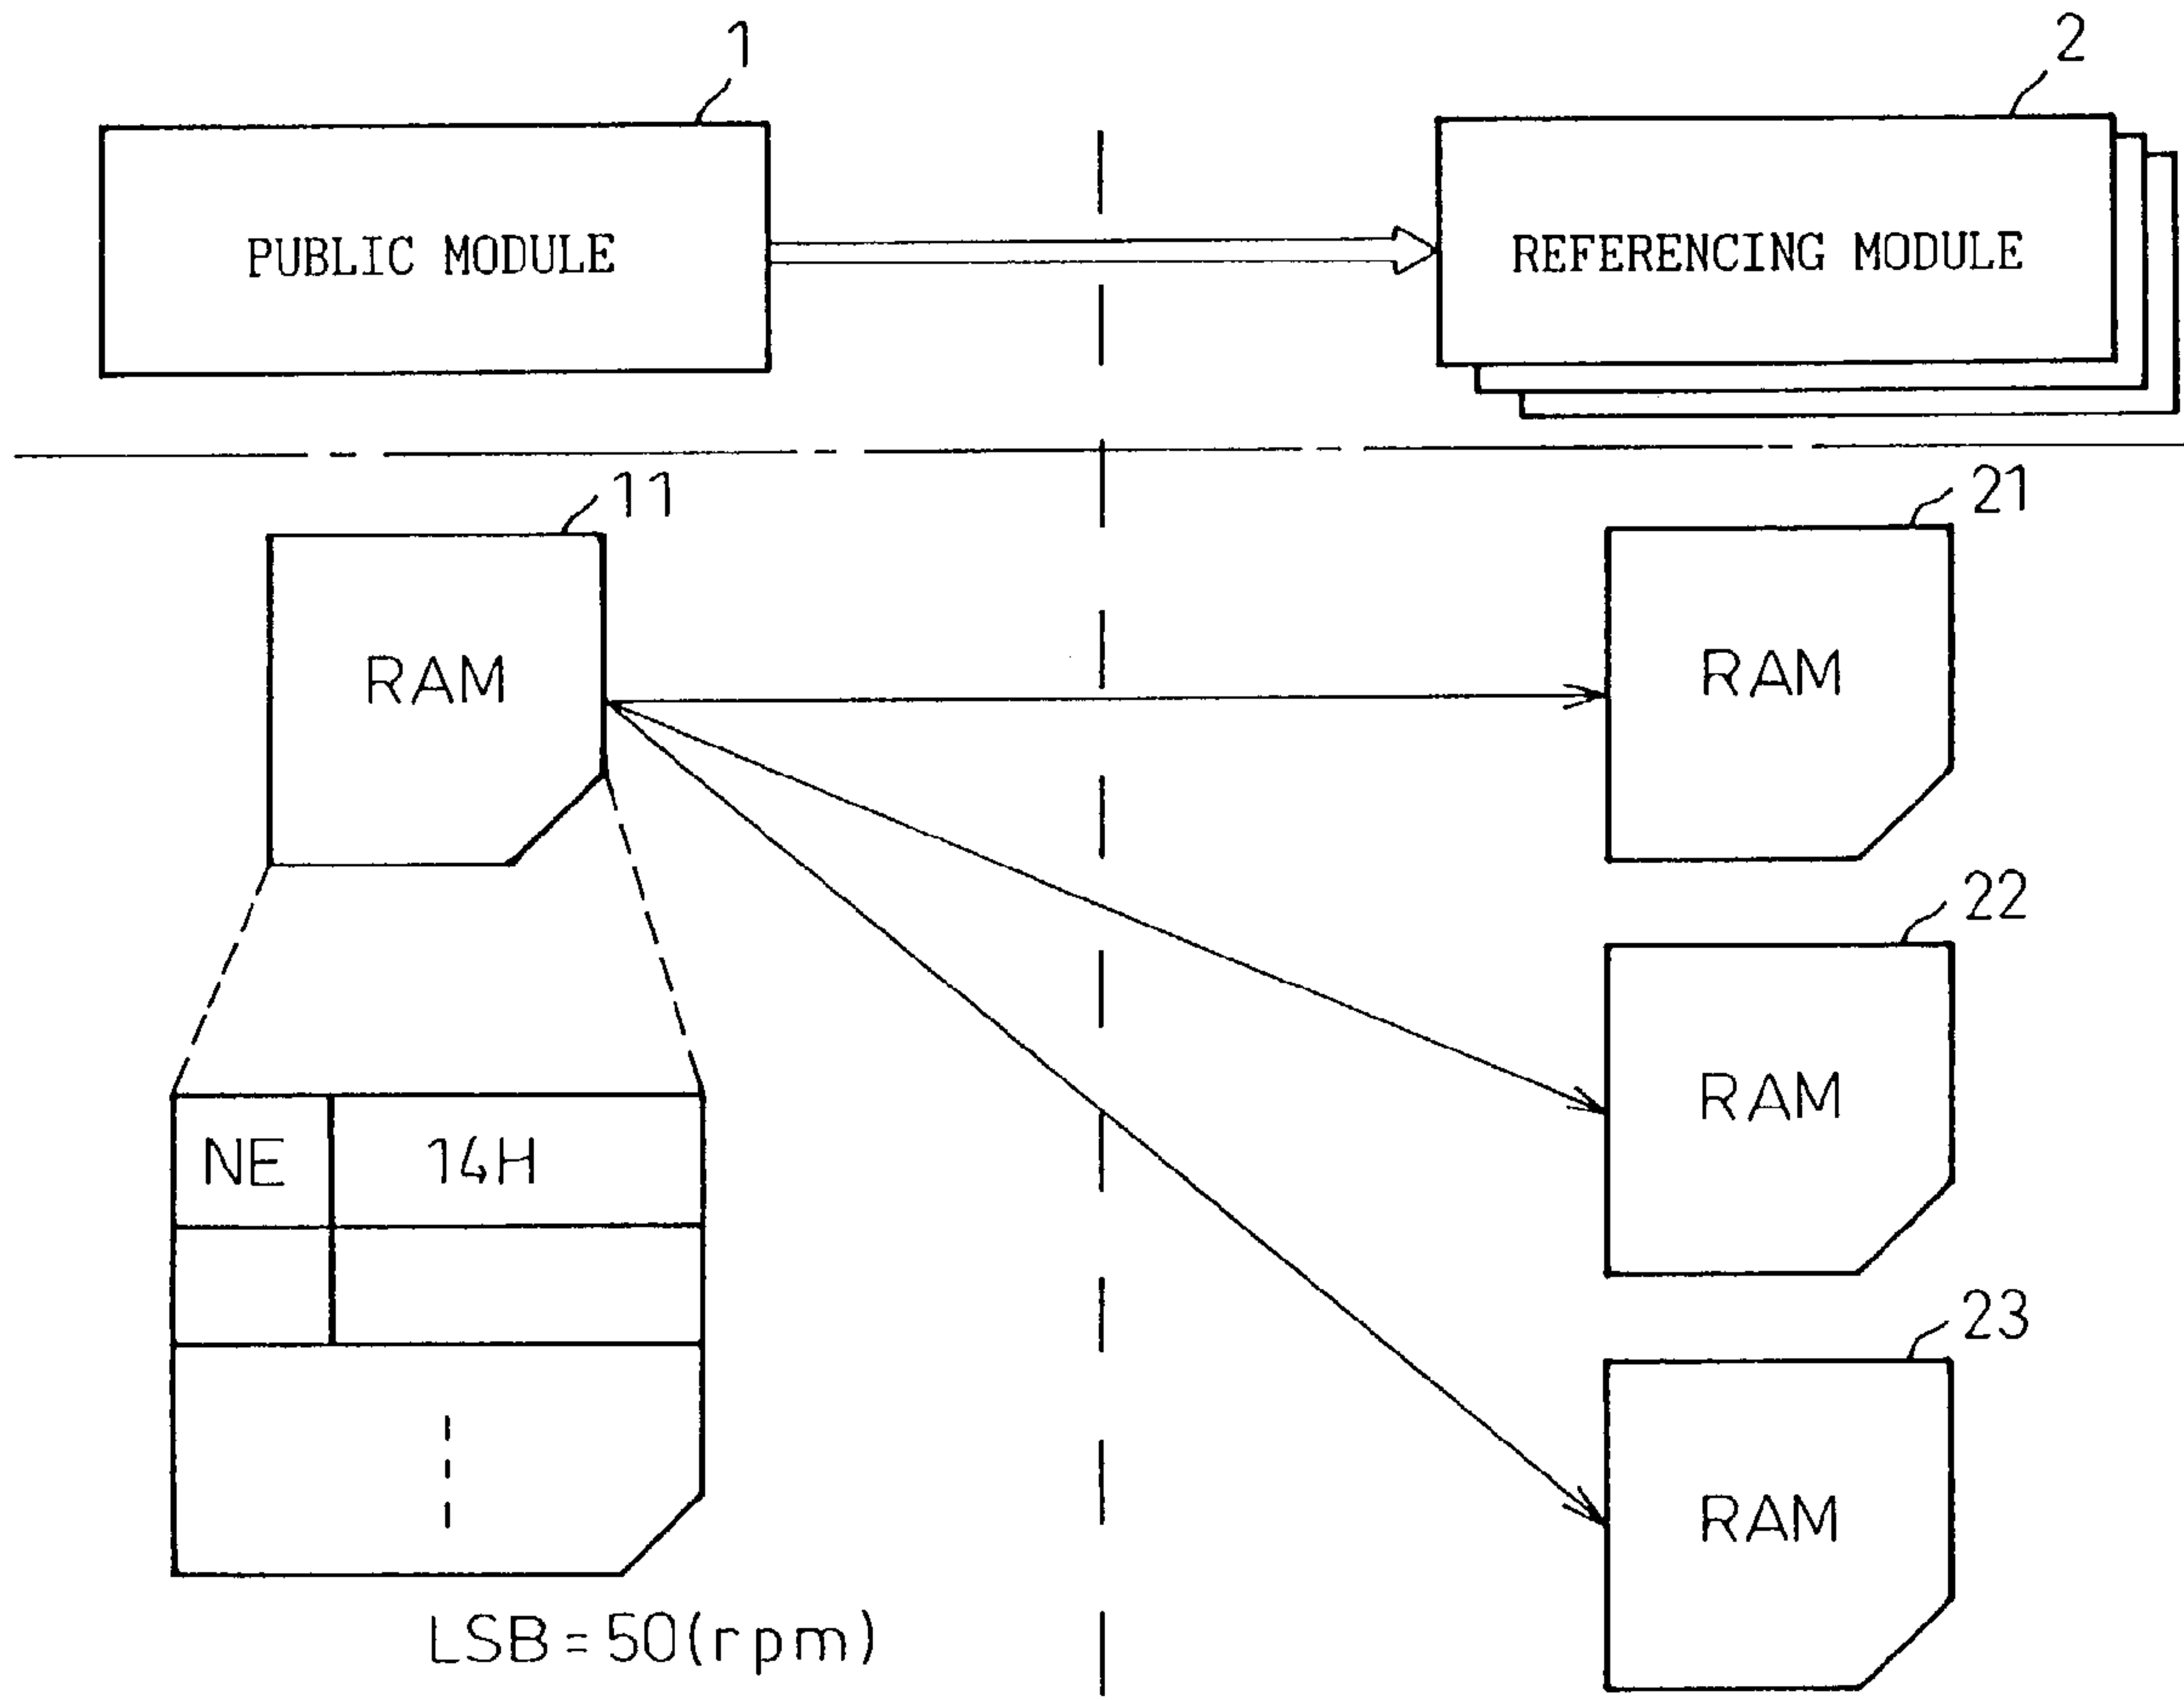 1
2
PUBLIC MODULE
REFERENCING MODULE
11
21
RAM
RAM
22
RAM
NE 14H
23
RAM
LSB = 50(rpm)